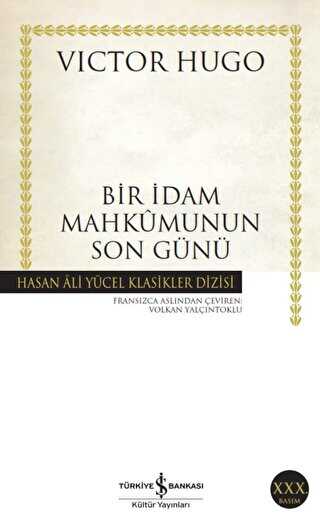 VICTOR HUGO
BİR İDAM
MAHKÛMUNUN
SON GÜNÜ
HASAN ÂLİ YÜCEL KLASİKLER DİZİSİ
FRANSIZCA ASLINDAN ÇEVİREN:
VOLKAN YALÇINTOKLU
TÜRKİYE İŞ BANKASI
Kültür Yayınları
XXX.
BASIM